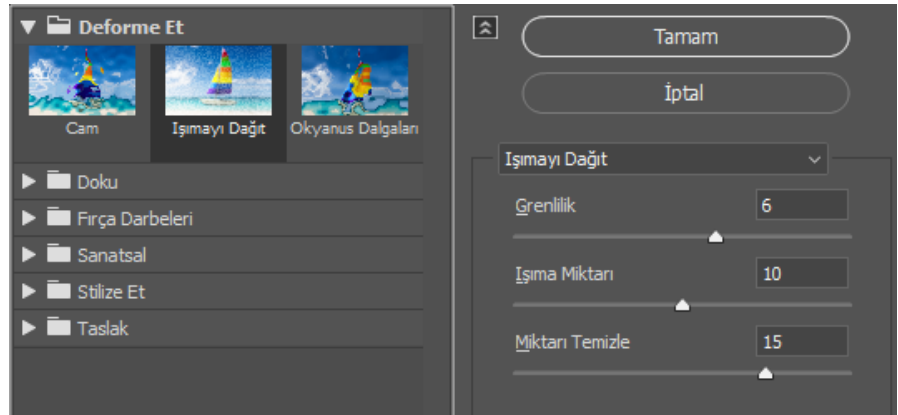 Deforme Et
Cam
Işımayı Dağıt
Okyanus Dalgaları
Doku
Fırça Darbeleri
Sanatsal
Stilize Et
Taslak
Tamam
İptal
Işımayı Dağıt
Grenlilik 6
Işıma Miktarı 10
Miktarı Temizle 15